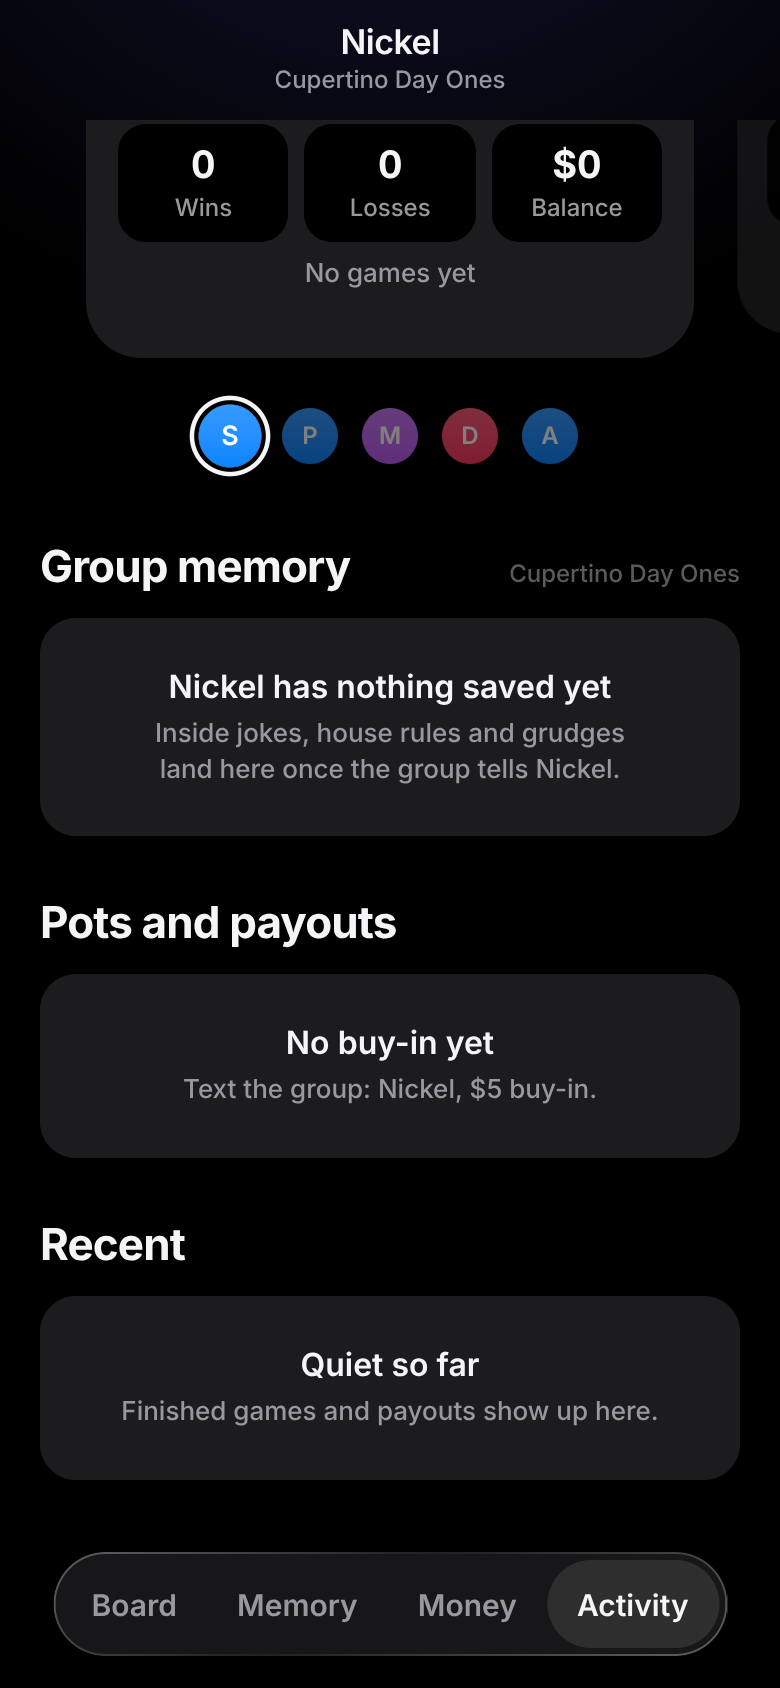 Nickel
Cupertino Day Ones
0
Wins
0
Losses
$0
Balance
No games yet
S P M D A
Group memory
Cupertino Day Ones
Nickel has nothing saved yet
Inside jokes, house rules and grudges
land here once the group tells Nickel.
Pots and payouts
No buy-in yet
Text the group: Nickel, $5 buy-in.
Recent
Quiet so far
Finished games and payouts show up here.
Board Memory Money Activity